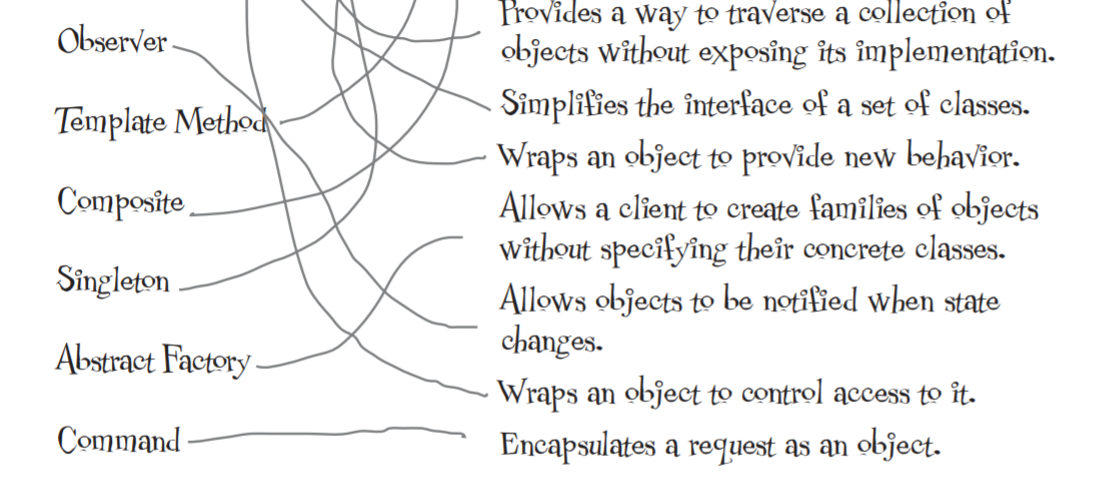 Observer
Template Method
Composite
Singleton
Abstract Factory
Command
Provides a way to traverse a collection of
objects without exposing its implementation.
Simplifies the interface of a set of classes.
Wraps an object to provide new behavior.
Allows a client to create families of objects
without specifying their concrete classes.
Allows objects to be notified when state
changes.
Wraps an object to control access to it.
Encapsulates a request as an object.